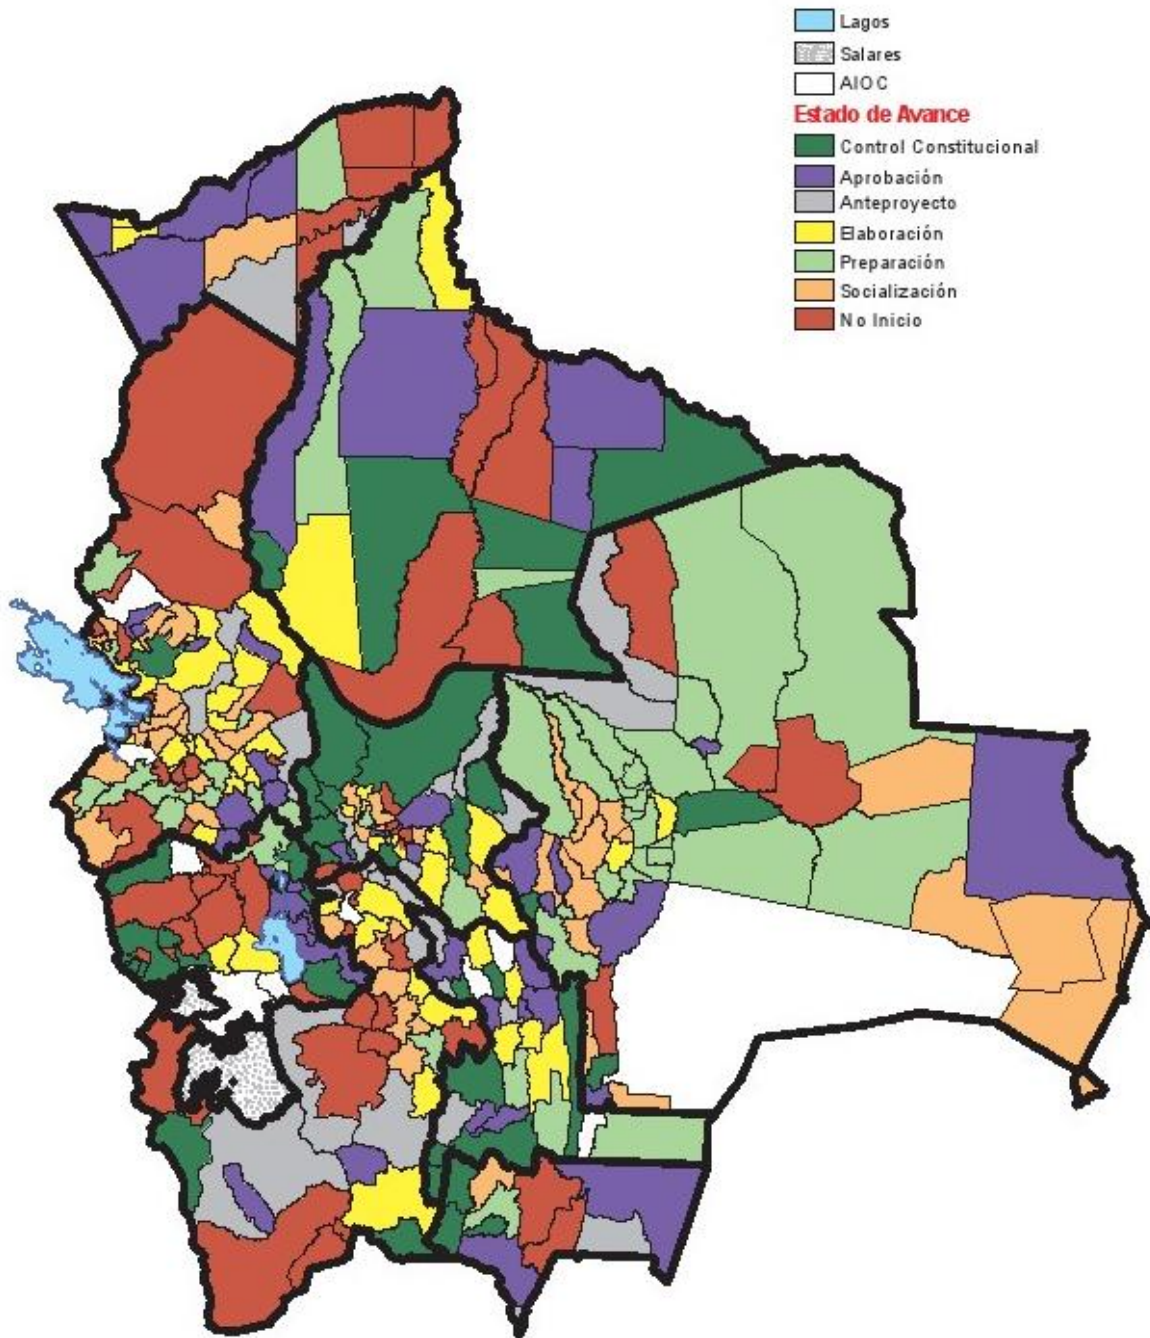 Lagos
Salares
AIOC
Estado de Avance
Control Constitucional
Aprobación
Anteproyecto
Elaboración
Preparación
Socialización
No Inicio